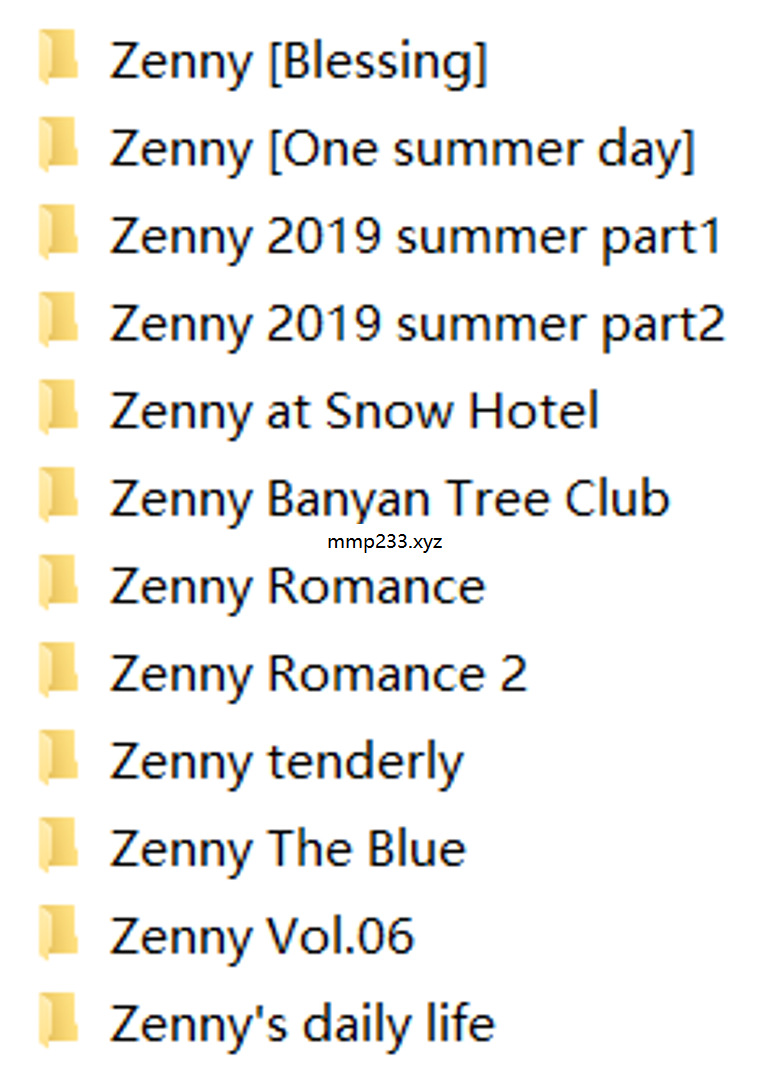 Zenny [Blessing]
Zenny [One summer day]
Zenny 2019 summer part1
Zenny 2019 summer part2
Zenny at Snow Hotel
Zenny Banyan Tree Club
mmp233.xyz
Zenny Romance
Zenny Romance 2
Zenny tenderly
Zenny The Blue
Zenny Vol.06
Zenny's daily life